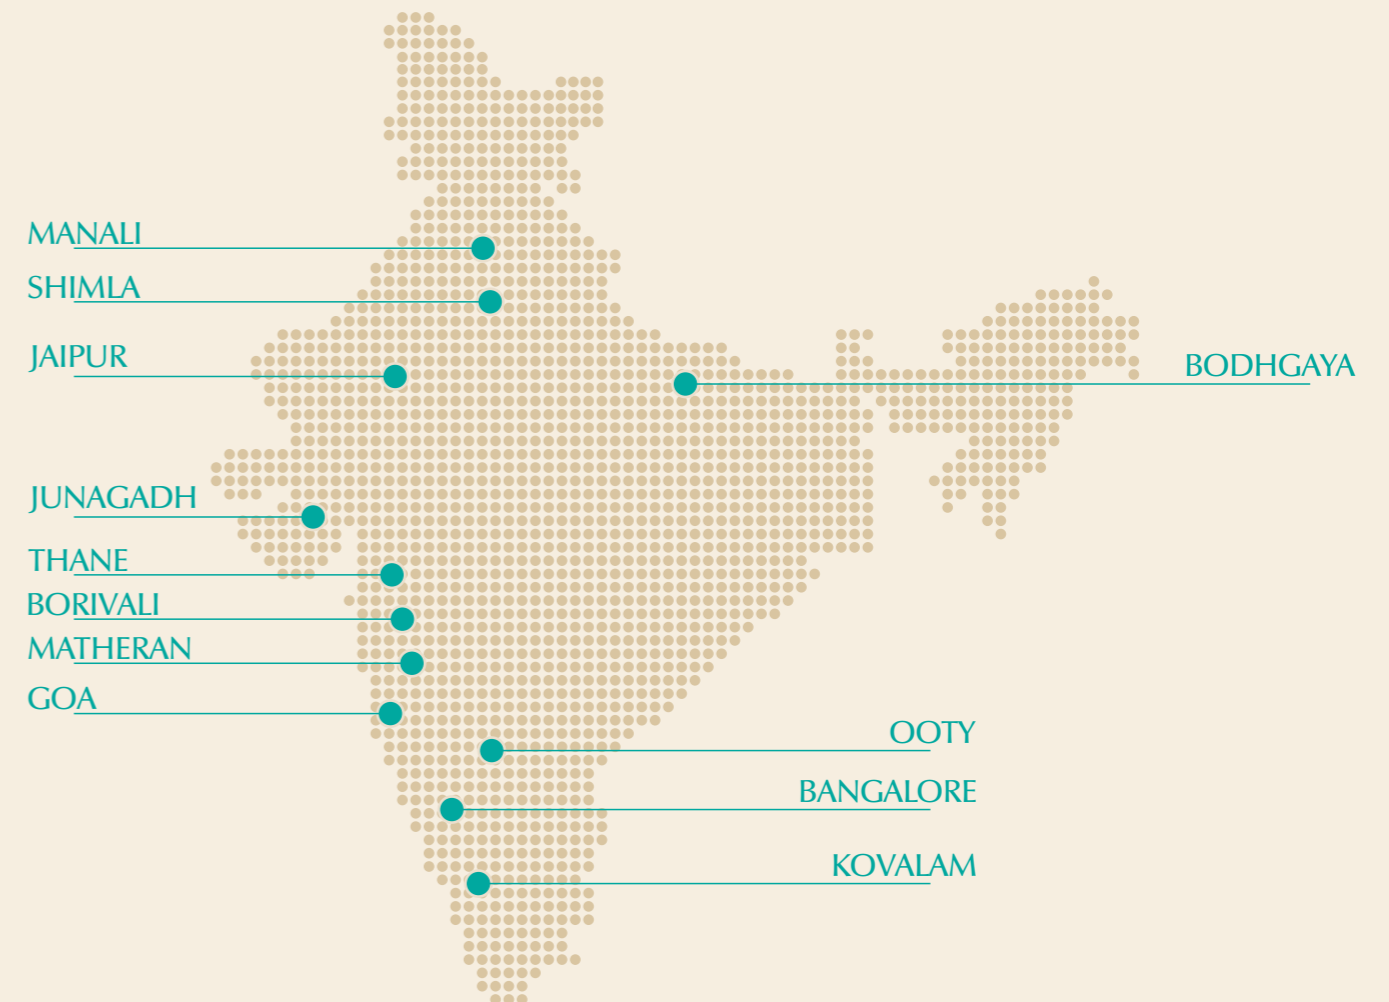 MANALI
SHIMLA
JAIPUR
BODHGAYA
JUNAGADH
THANE
BORIVALI
MATHERAN
GOA
OOTY
BANGALORE
KOVALAM